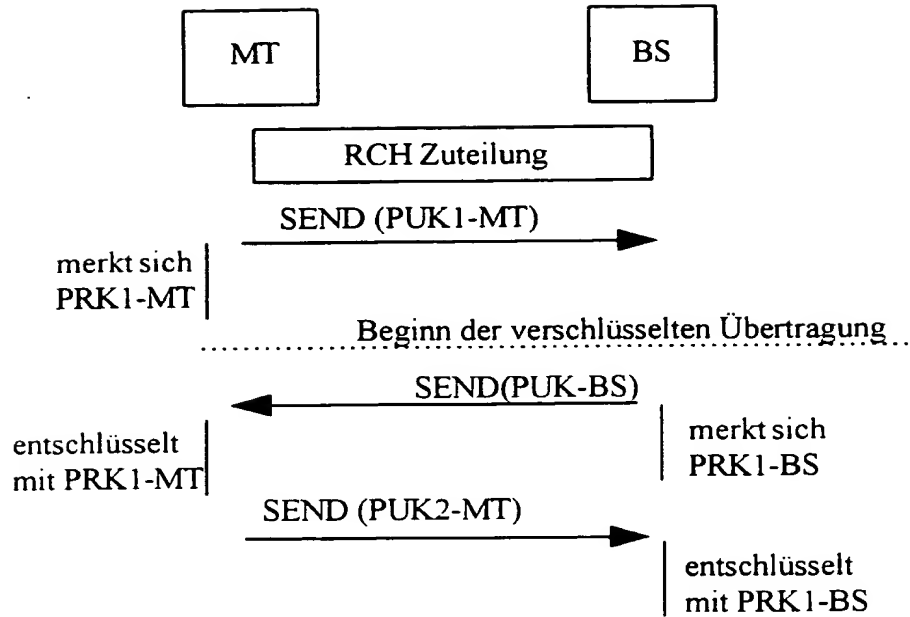 MT
BS
RCH Zuteilung
SEND (PUK1-MT)
merkt sich
PRK1-MT
Beginn der verschlüsselten Übertragung
SEND(PUK-BS)
entschlüsselt
mit PRK1-MT
merkt sich
PRK1-BS
SEND (PUK2-MT)
entschlüsselt
mit PRK1-BS